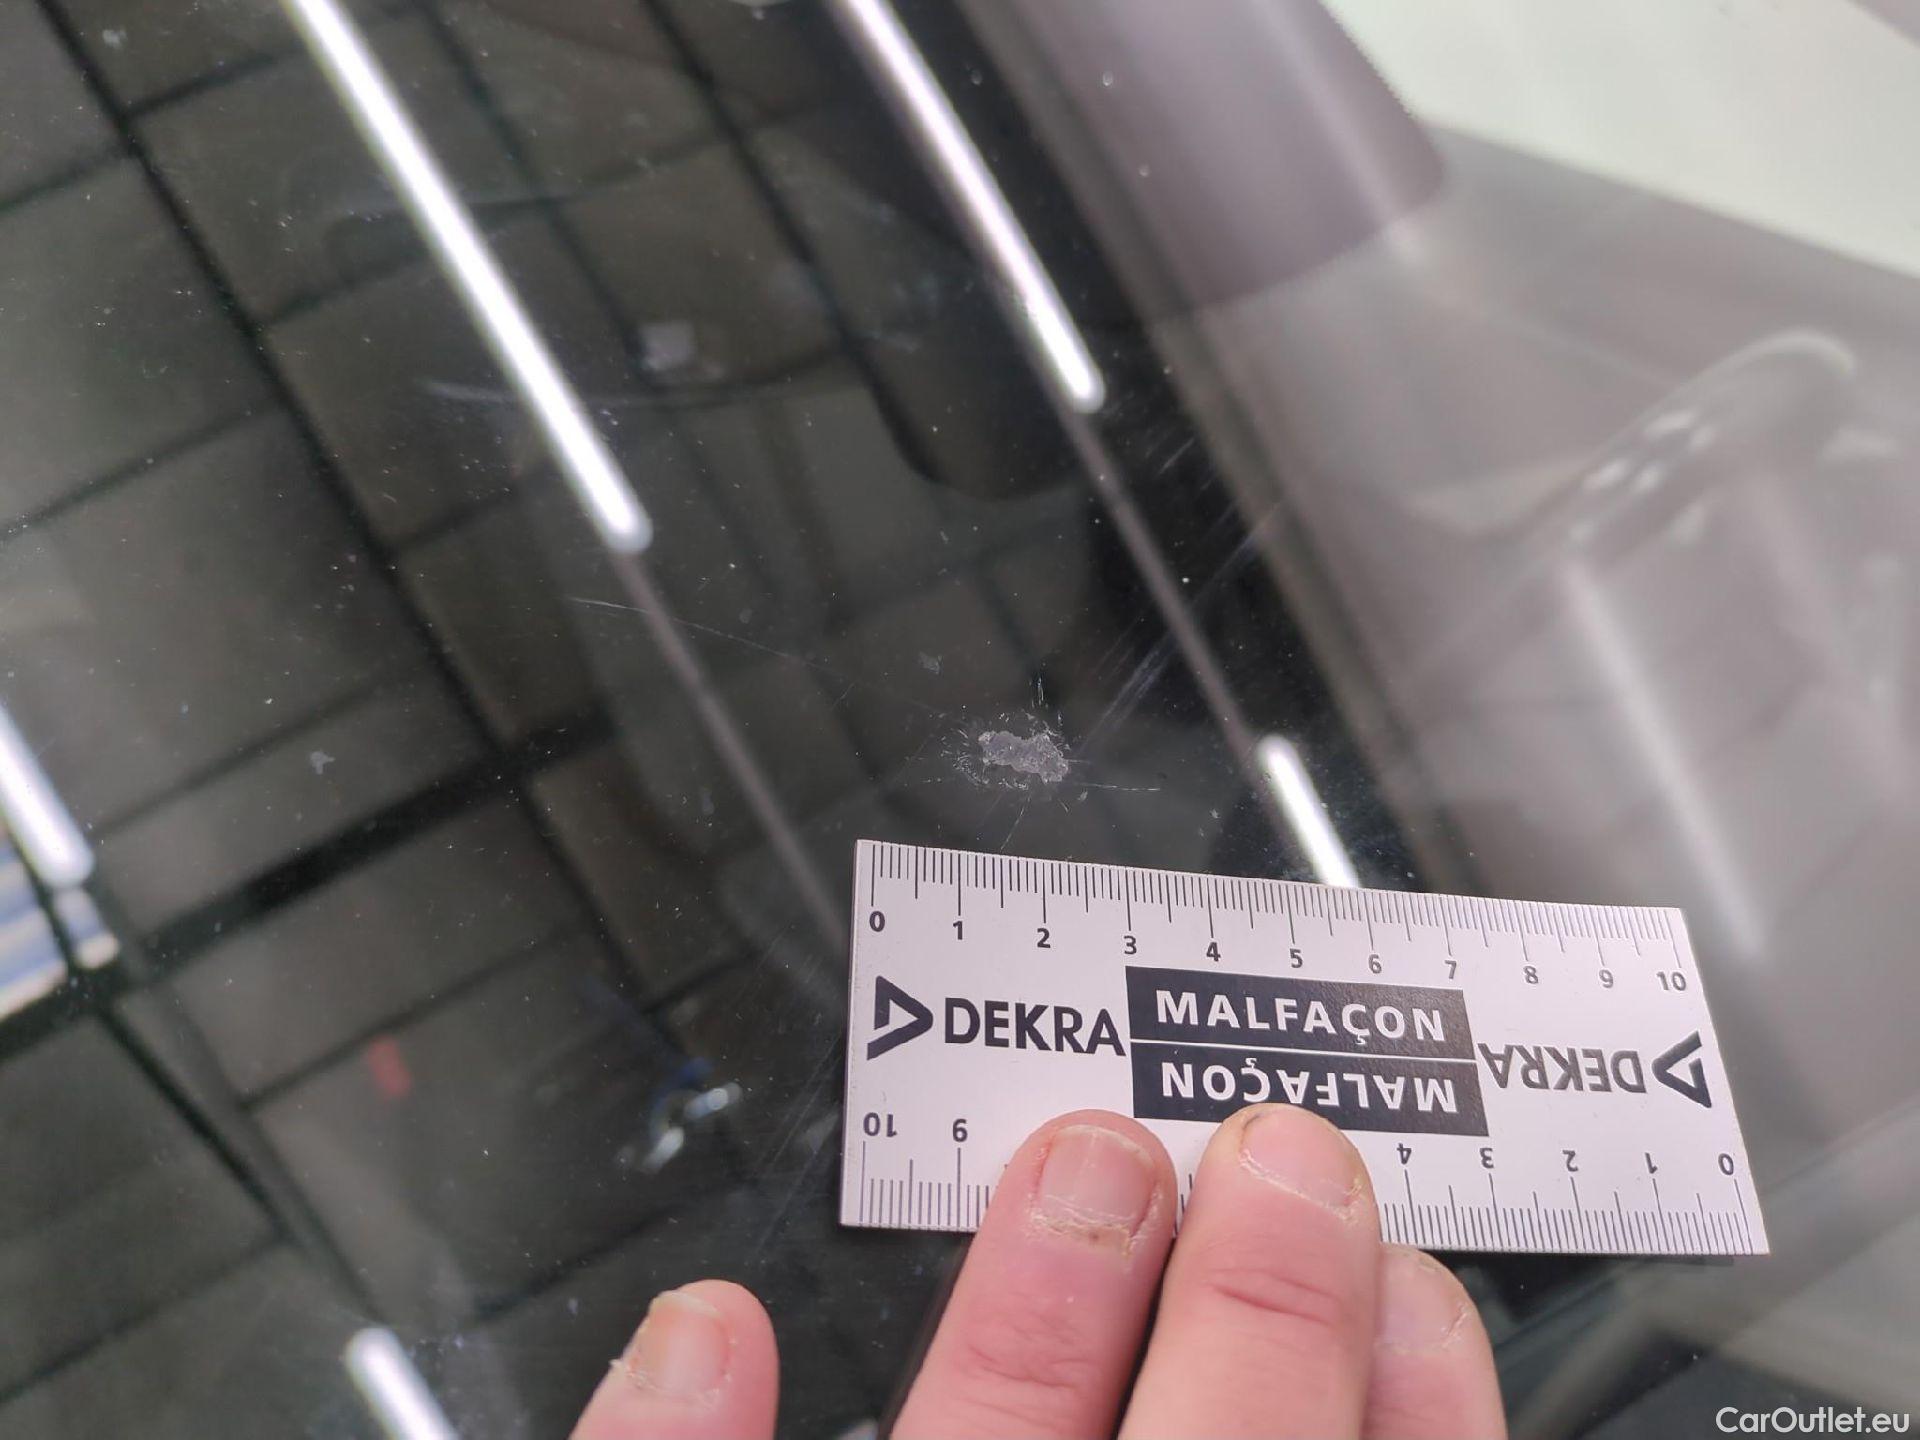 0 1 2 3 4 5 6 7 8 9 10
DEKRA MALFAÇON DEKRA
MALFAÇON
10 9 4 3 2 1 0
CarOutlet.eu